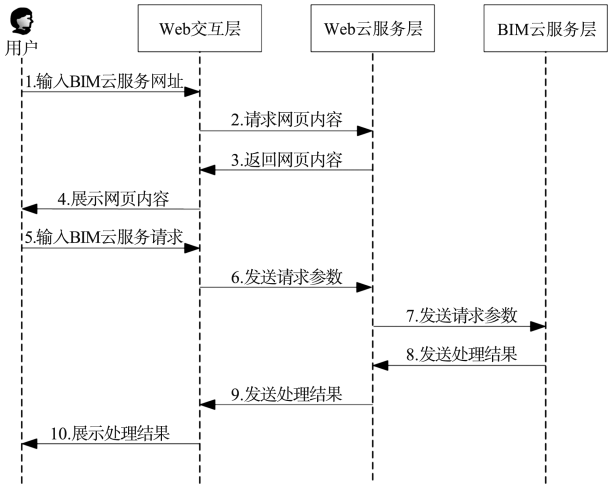 用户
Web交互层
Web云服务层
BIM云服务层
1.输入BIM云服务网址
2.请求网页内容
3.返回网页内容
4.展示网页内容
5.输入BIM云服务请求
6.发送请求参数
7.发送请求参数
8.发送处理结果
9.发送处理结果
10.展示处理结果